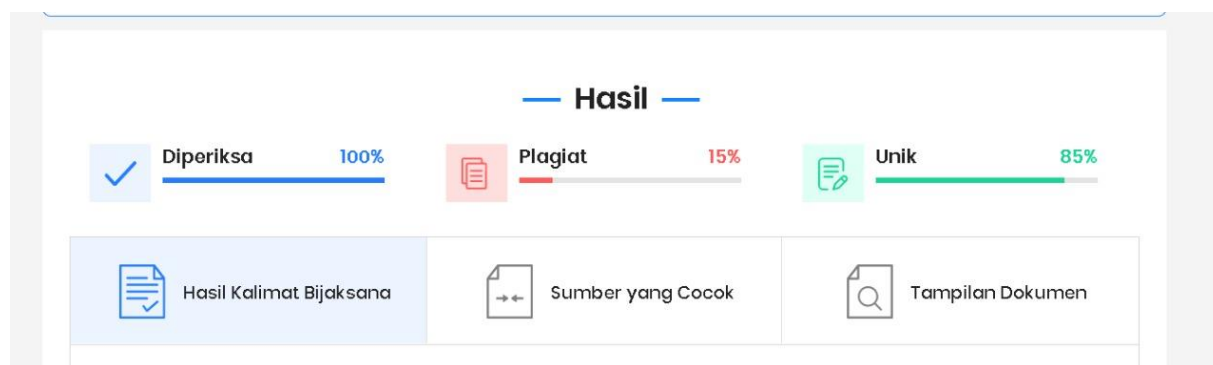 Hasil
Diperiksa 100%
Plagiat 15%
Unik 85%
Hasil Kalimat Bijaksana
Sumber yang Cocok
Tampilan Dokumen